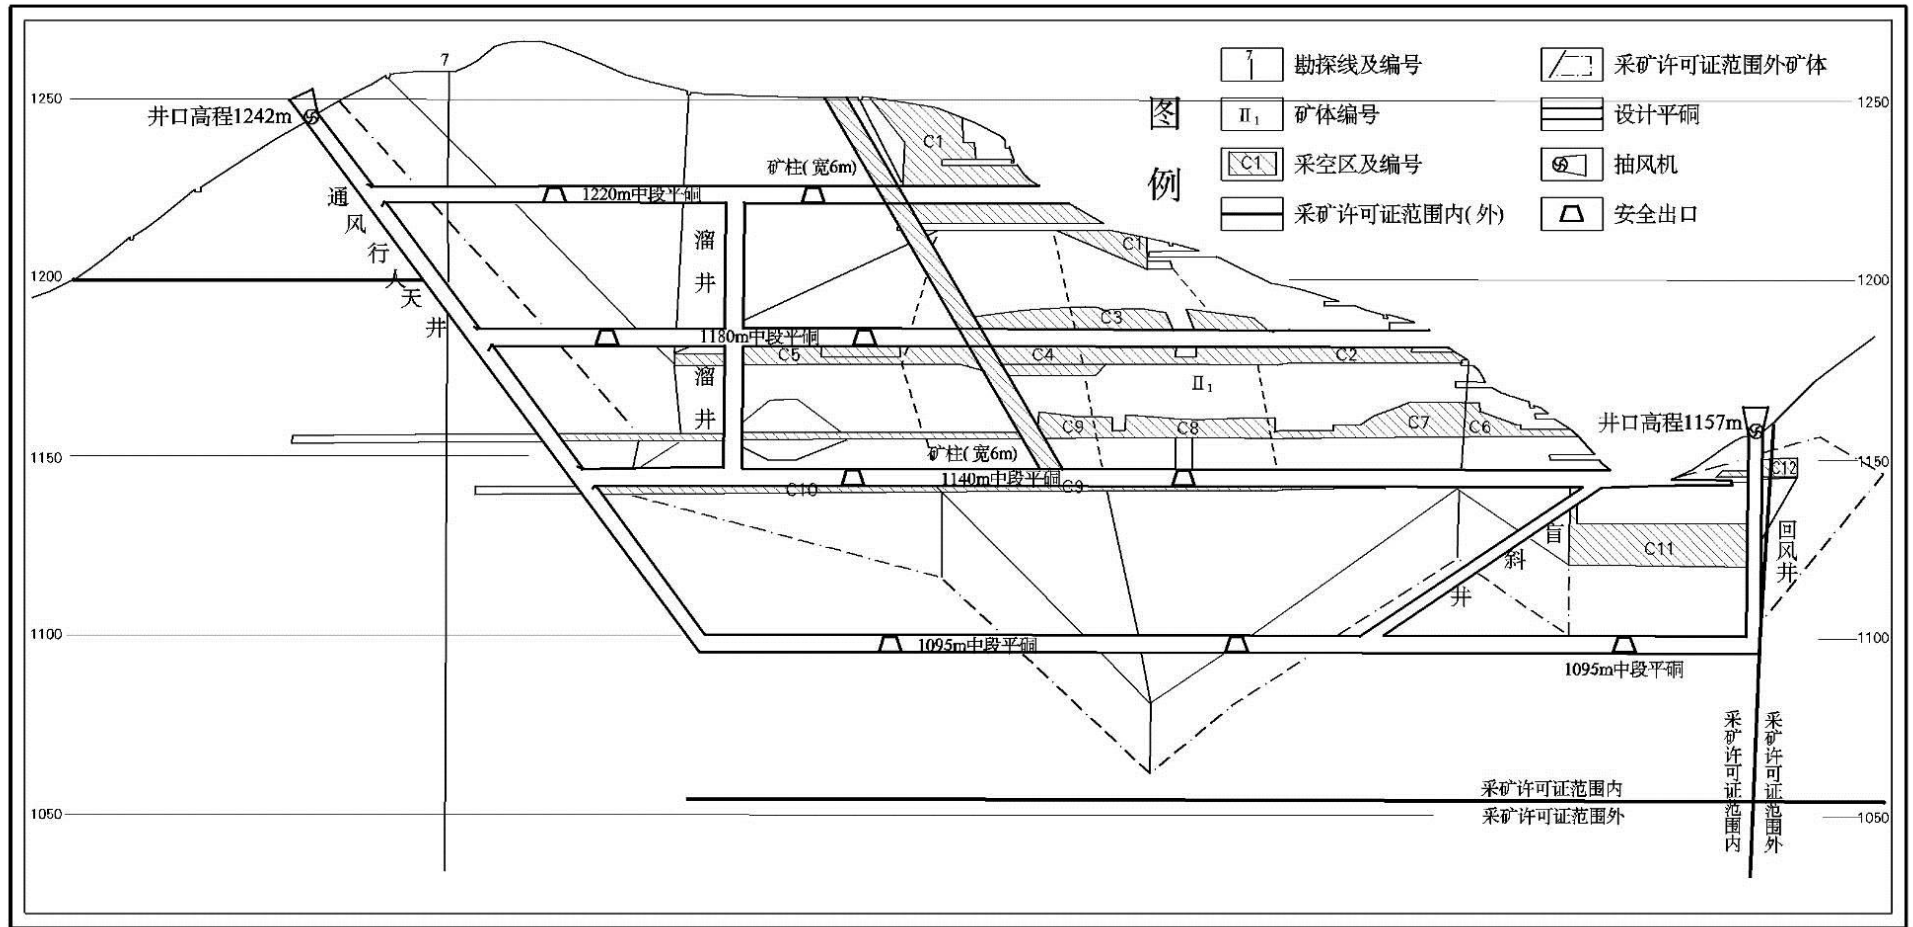 7
1250
井口高程1242m
图
例
7
勘探线及编号
采矿许可证范围外矿体
Ⅱ₁
矿体编号
设计平硐
C1
采空区及编号
抽风机
采矿许可证范围内(外)
安全出口
1250
C1
矿柱(宽6m)
1220m中段平硐
通风行人天井
溜井
C1
1200
1200
C3
1180m中段平硐
C5
C4
C2
溜井
Ⅱ₁
C9
C8
C7
C6
井口高程1157m
矿柱(宽6m)
1150
1150
C12
1140m中段平硐
C10
C9
盲斜井
C11
回风井
1100
1100
1095m中段平硐
1095m中段平硐
采矿许可证范围内
采矿许可证范围外
采矿许可证范围内
采矿许可证范围外
1050
1050